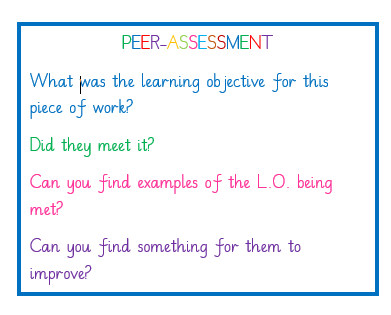 PEER-ASSESSMENT
What was the learning objective for this
piece of work?
Did they meet it?
Can you find examples of the L.O. being
met?
Can you find something for them to
improve?